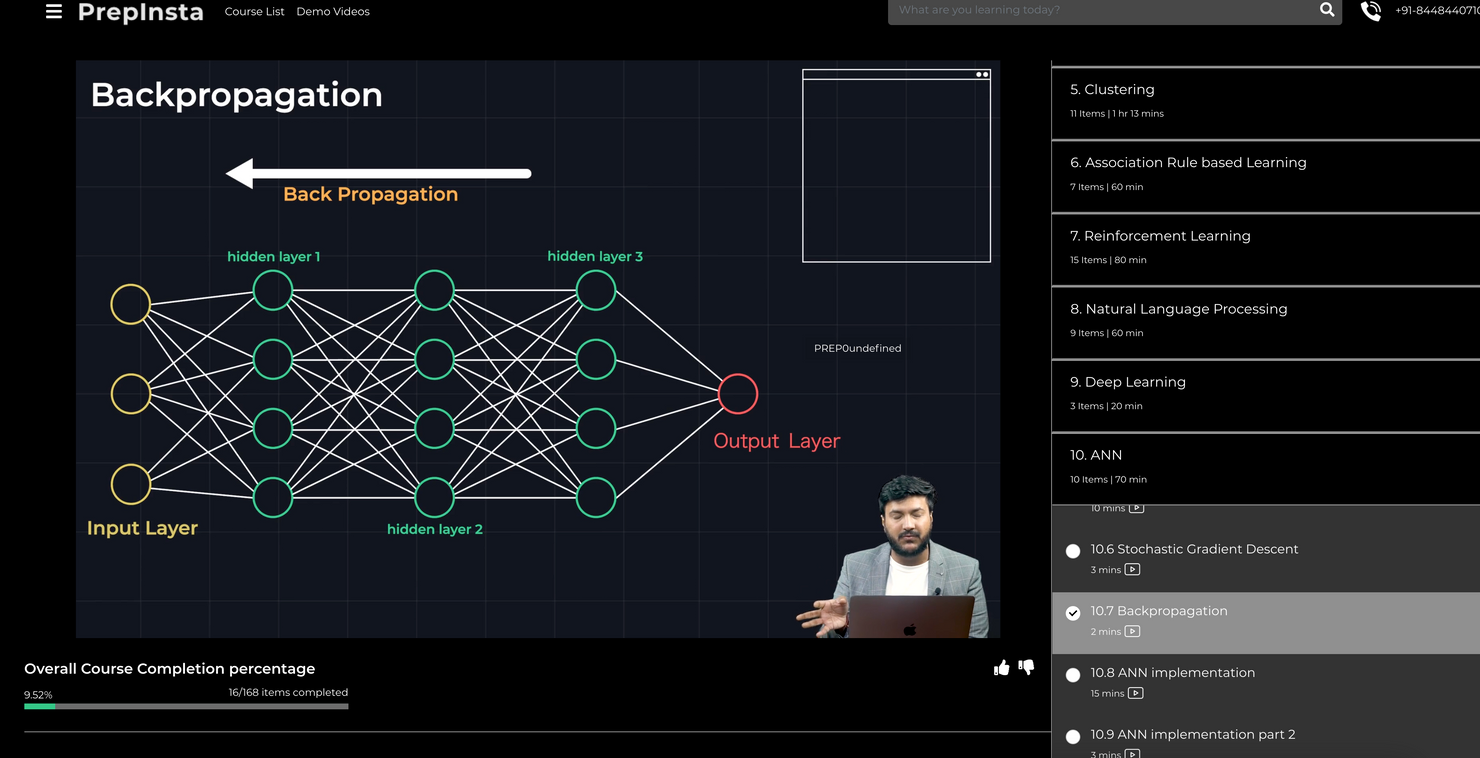 PrepInsta
Course List
Demo Videos
What are you learning today?
+91-844844071
Backpropagation
Back Propagation
hidden layer 1
hidden layer 3
PREP0undefined
Output Layer
Input Layer
hidden layer 2
Overall Course Completion percentage
9.52%
16/168 items completed
5. Clustering
11 Items | 1 hr 13 mins
6. Association Rule based Learning
7 Items | 60 min
7. Reinforcement Learning
15 Items | 80 min
8. Natural Language Processing
9 Items | 60 min
9. Deep Learning
3 Items | 20 min
10. ANN
10 Items | 70 min
10 mins
10.6 Stochastic Gradient Descent
3 mins
10.7 Backpropagation
2 mins
10.8 ANN implementation
15 mins
10.9 ANN implementation part 2
3 mins